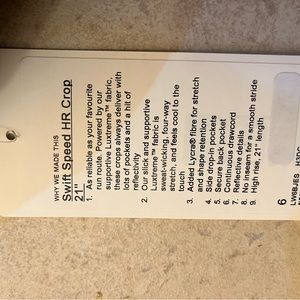 WHY WE MADE THIS
Swift Speed HR Crop
21"
1. As reliable as your favourite
run route. Powered by our
supportive Luxtreme™ fabric,
these crops always deliver with
lots of pockets and a hit of
reflectivity
2. Our slick and supportive
Luxtreme™ fabric is
sweat-wicking, four-way
stretch, and feels cool to the
touch
3. Added Lycra® fibre for stretch
and shape retention
4. Side drop-in pockets
5. Secure back pocket
6. Continuous drawcord
7. Reflective details
8. No inseam for a smooth stride
9. High rise, 21" length
6
LW6BJES